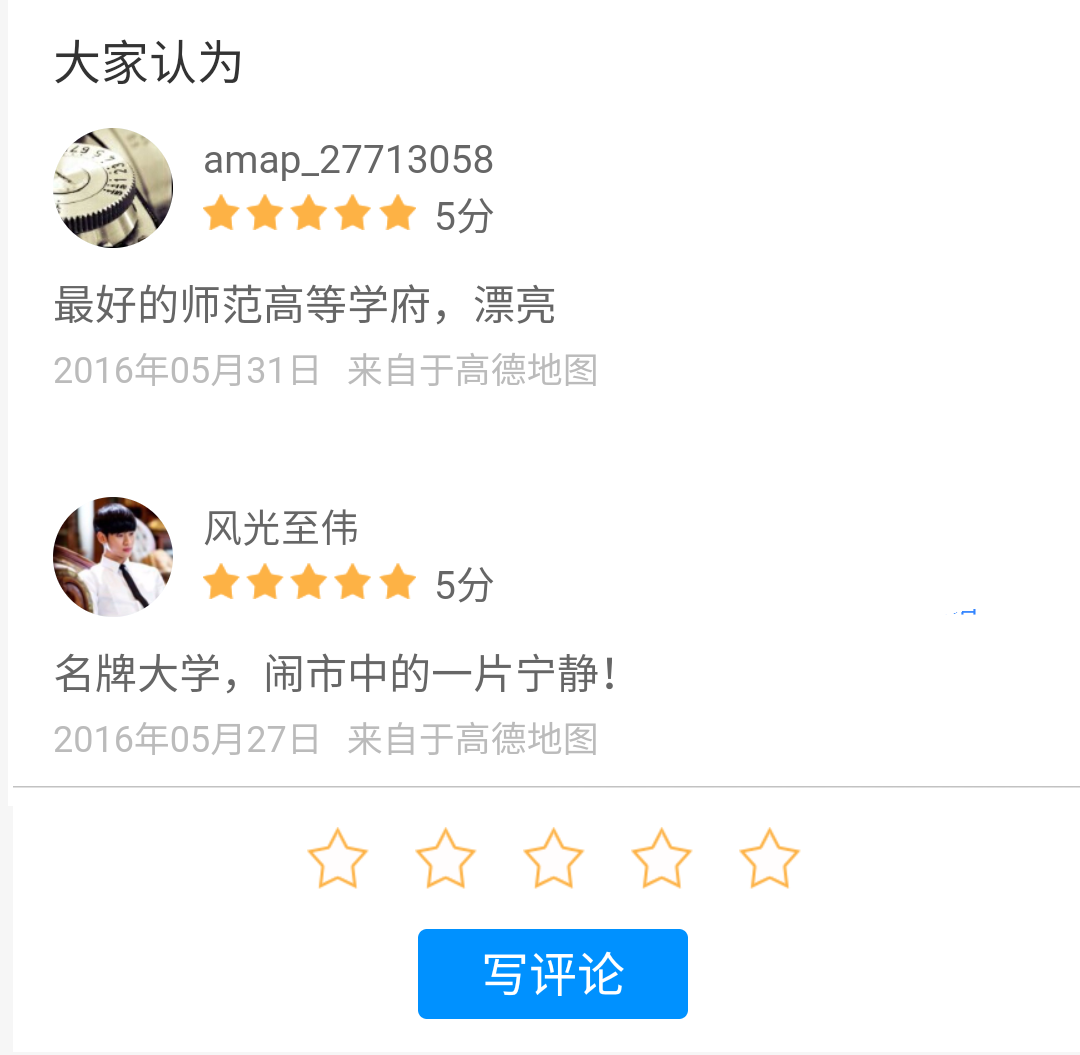 大家认为
amap_27713058
5分
最好的师范高等学府，漂亮
2016年05月31日 来自于高德地图
风光至伟
5分
名牌大学，闹市中的一片宁静！
2016年05月27日 来自于高德地图
写评论